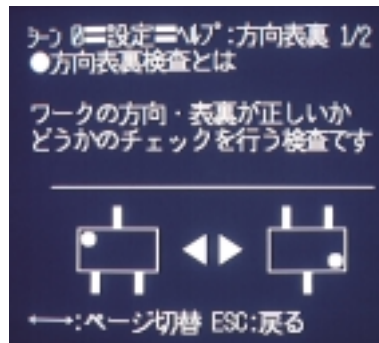 シーン 0=設定=ヘルプ:方向表裏 1/2
●方向表裏検査とは
ワークの方向・表裏が正しいか
どうかのチェックを行う検査です
←→:ページ切替 ESC:戻る